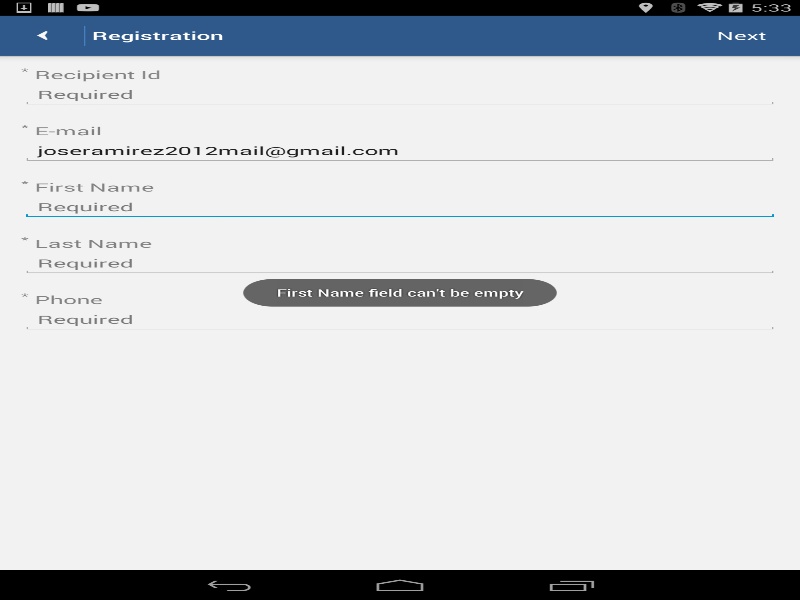 5:33
Registration
Next
* Recipient Id
Required
* E-mail
joseramirez2012mail@gmail.com
* First Name
Required
* Last Name
Required
First Name field can't be empty
* Phone
Required